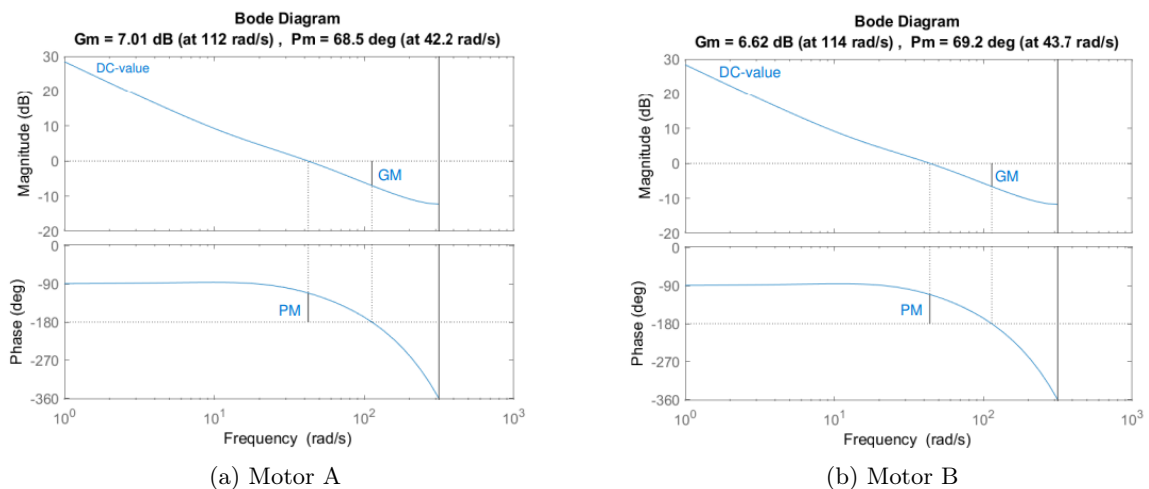 Bode Diagram
Gm = 7.01 dB (at 112 rad/s) , Pm = 68.5 deg (at 42.2 rad/s)
30
20
10
0
-10
-20
Magnitude (dB)
DC-value
GM
0
-90
-180
-270
-360
Phase (deg)
PM
10^0
10^1
10^2
10^3
Frequency (rad/s)
(a) Motor A
Bode Diagram
Gm = 6.62 dB (at 114 rad/s) , Pm = 69.2 deg (at 43.7 rad/s)
30
20
10
0
-10
-20
Magnitude (dB)
DC-value
GM
0
-90
-180
-270
-360
Phase (deg)
PM
10^0
10^1
10^2
10^3
Frequency (rad/s)
(b) Motor B